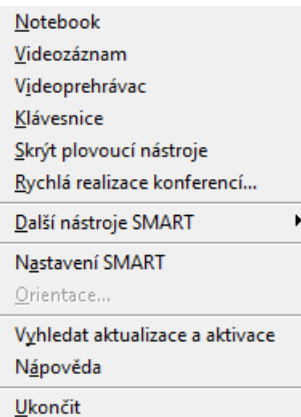 Notebook
Videozáznam
Videoprehrávac
Klávesnice
Skrýt plovoucí nástroje
Rychlá realizace konferencí...
Další nástroje SMART
Nastavení SMART
Orientace...
Vyhledat aktualizace a aktivace
Nápověda
Ukončit